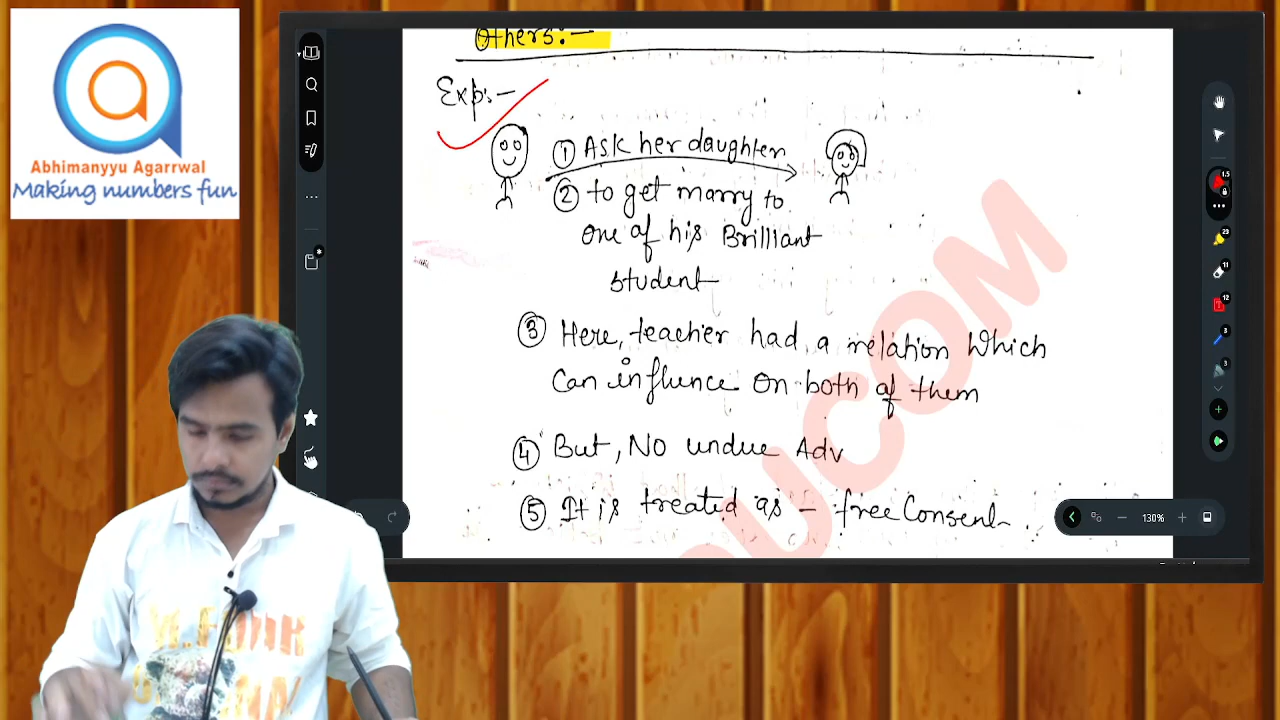 Abhimanyyu Agarrwal
Making numbers fun
Others:-
Exp:-
① Ask her daughter
② to get marry to
one of his Brilliant
student
③ Here, teacher had a relation which
Can influnce on both of them
④ But, No undue Adv
⑤ It is treated as - free Consent
UCOM
130%